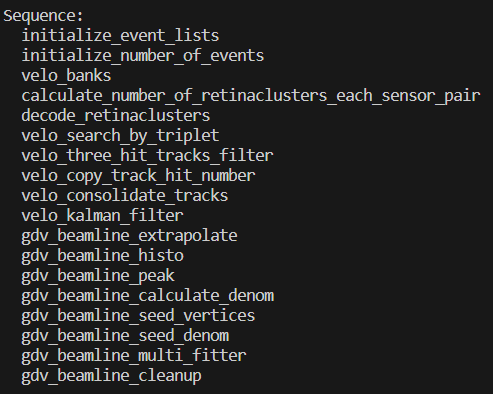 Sequence:
initialize_event_lists
initialize_number_of_events
velo_banks
calculate_number_of_retinaclusters_each_sensor_pair
decode_retinaclusters
velo_search_by_triplet
velo_three_hit_tracks_filter
velo_copy_track_hit_number
velo_consolidate_tracks
velo_kalman_filter
gdv_beamline_extrapolate
gdv_beamline_histo
gdv_beamline_peak
gdv_beamline_calculate_denom
gdv_beamline_seed_vertices
gdv_beamline_seed_denom
gdv_beamline_multi_fitter
gdv_beamline_cleanup